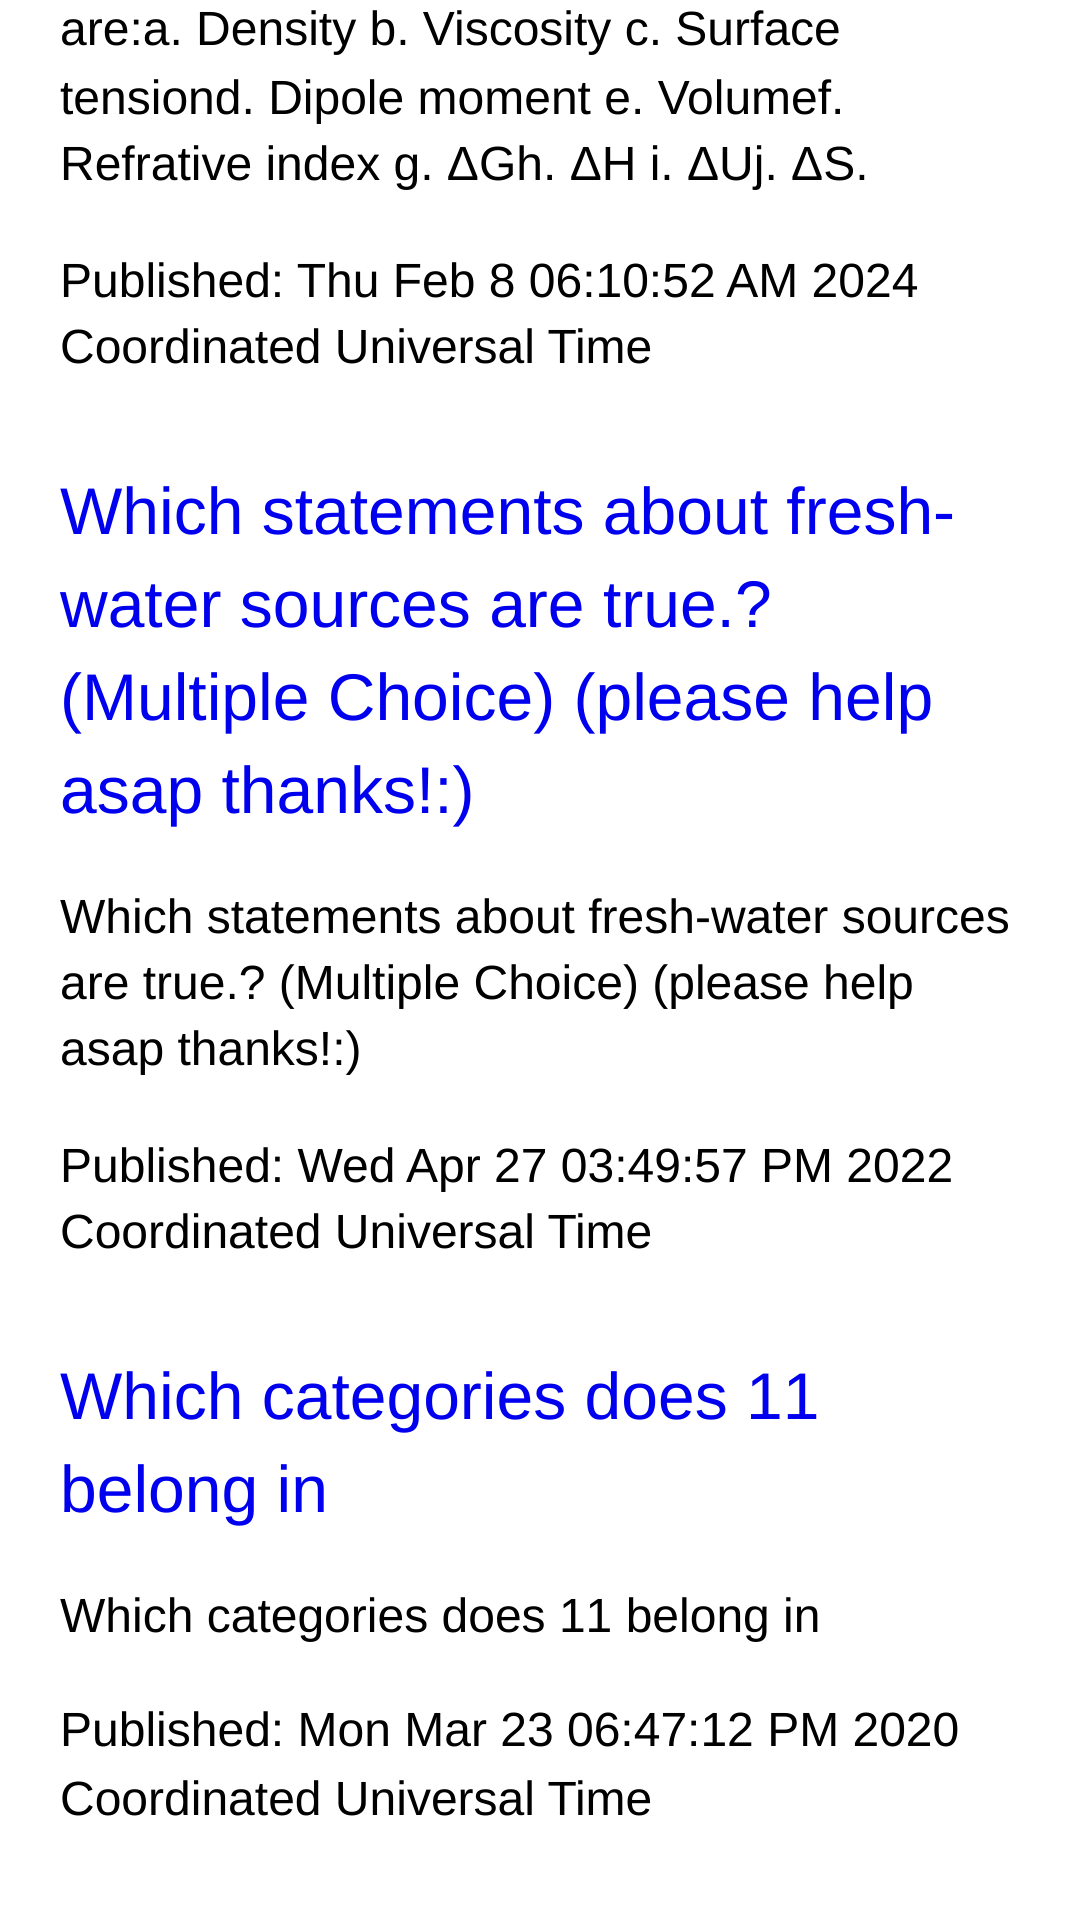 are:a. Density b. Viscosity c. Surface
tensiond. Dipole moment e. Volumef.
Refrative index g. ΔGh. ΔH i. ΔUj. ΔS.
Published: Thu Feb 8 06:10:52 AM 2024
Coordinated Universal Time
Which statements about fresh-
water sources are true.?
(Multiple Choice) (please help
asap thanks!:)
Which statements about fresh-water sources
are true.? (Multiple Choice) (please help
asap thanks!:)
Published: Wed Apr 27 03:49:57 PM 2022
Coordinated Universal Time
Which categories does 11
belong in
Which categories does 11 belong in
Published: Mon Mar 23 06:47:12 PM 2020
Coordinated Universal Time